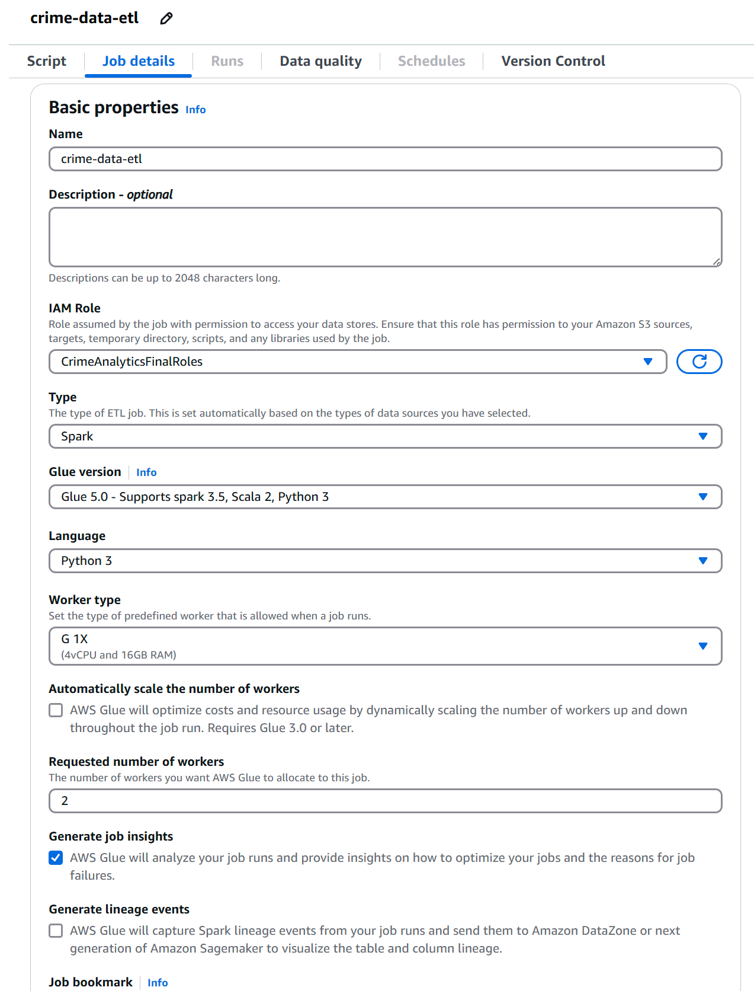 crime-data-etl
Script
Job details
Runs
Data quality
Schedules
Version Control
Basic properties Info
Name
crime-data-etl
Description - optional
Descriptions can be up to 2048 characters long.
IAM Role
Role assumed by the job with permission to access your data stores. Ensure that this role has permission to your Amazon S3 sources,
targets, temporary directory, scripts, and any libraries used by the job.
CrimeAnalyticsFinalRoles
Type
The type of ETL job. This is set automatically based on the types of data sources you have selected.
Spark
Glue version Info
Glue 5.0 - Supports spark 3.5, Scala 2, Python 3
Language
Python 3
Worker type
Set the type of predefined worker that is allowed when a job runs.
G 1X
(4vCPU and 16GB RAM)
Automatically scale the number of workers
AWS Glue will optimize costs and resource usage by dynamically scaling the number of workers up and down
throughout the job run. Requires Glue 3.0 or later.
Requested number of workers
The number of workers you want AWS Glue to allocate to this job.
2
Generate job insights
AWS Glue will analyze your job runs and provide insights on how to optimize your jobs and the reasons for job
failures.
Generate lineage events
AWS Glue will capture Spark lineage events from your job runs and send them to Amazon DataZone or next
generation of Amazon Sagemaker to visualize the table and column lineage.
Job bookmark Info